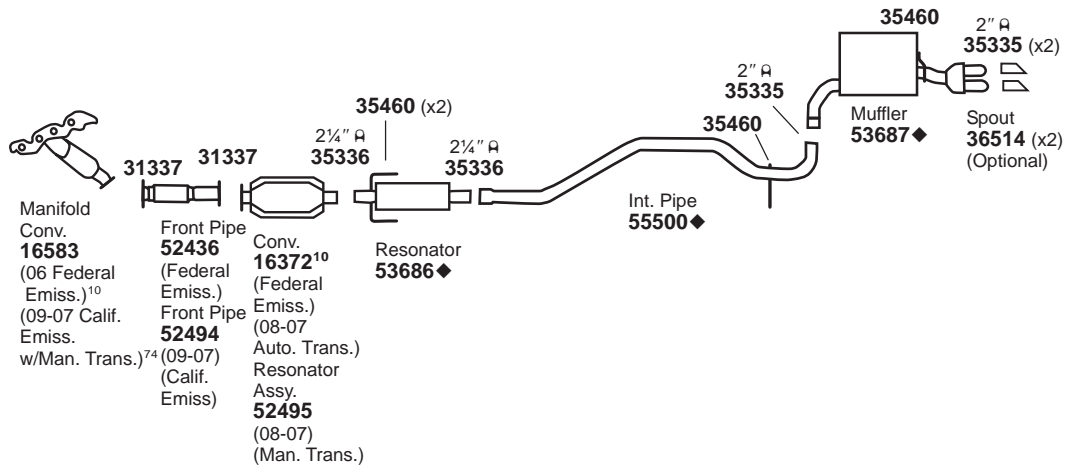 35460
2″
35335 (x2)
2″
35335
35460 (x2)
2¼″
35336
2¼″
35336
35460
31337
31337
Muffler
53687◆
Spout
36514 (x2)
(Optional)
Int. Pipe
55500◆
Resonator
53686◆
Manifold
Conv.
16583
(06 Federal
Emiss.)¹⁰
(09-07 Calif.
Emiss.
w/Man. Trans.)⁷⁴
Front Pipe
52436
(Federal
Emiss.)
Front Pipe
52494
(09-07)
(Calif.
Emiss)
Conv.
16372¹⁰
(Federal
Emiss.)
(08-07
Auto. Trans.)
Resonator
Assy.
52495
(08-07)
(Man. Trans.)